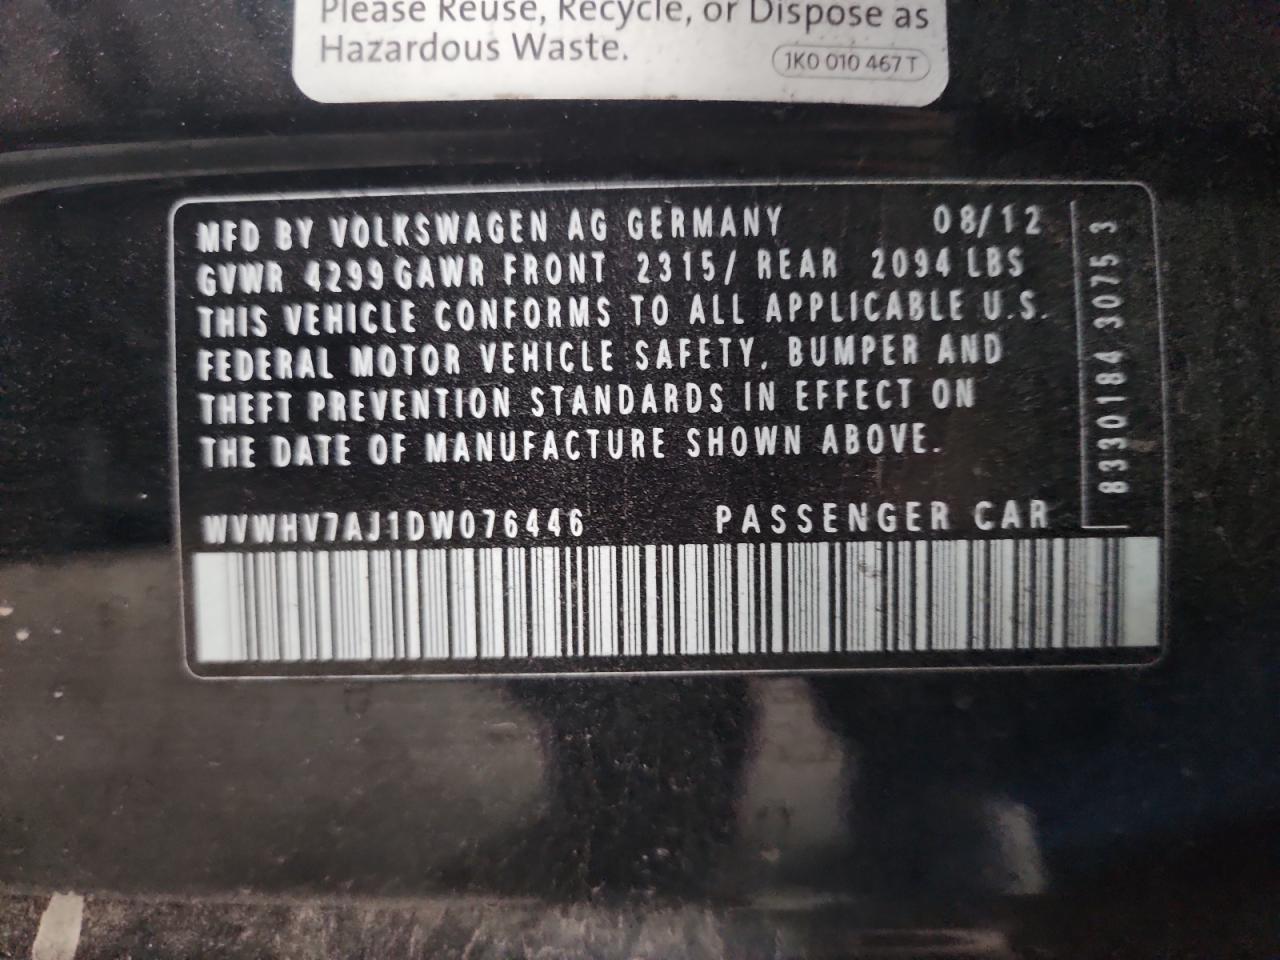 Please Reuse, Recycle, or Dispose as
Hazardous Waste.
1K0 010 467 T
MFD BY VOLKSWAGEN AG GERMANY 08/12
GVWR 4299 GAWR FRONT 2315/ REAR 2094 LBS
THIS VEHICLE CONFORMS TO ALL APPLICABLE U.S.
FEDERAL MOTOR VEHICLE SAFETY, BUMPER AND
THEFT PREVENTION STANDARDS IN EFFECT ON
THE DATE OF MANUFACTURE SHOWN ABOVE.
WVWHV7AJ1DW076446 PASSENGER CAR
8330184 3075 3